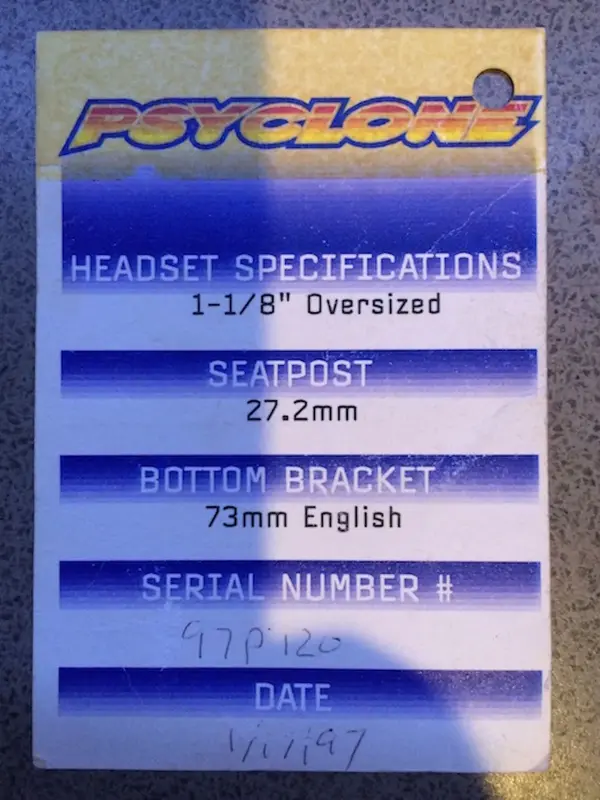 PSYCLONE
HEADSET SPECIFICATIONS
1-1/8" Oversized
SEATPOST
27.2mm
BOTTOM BRACKET
73mm English
SERIAL NUMBER #
97P120
DATE